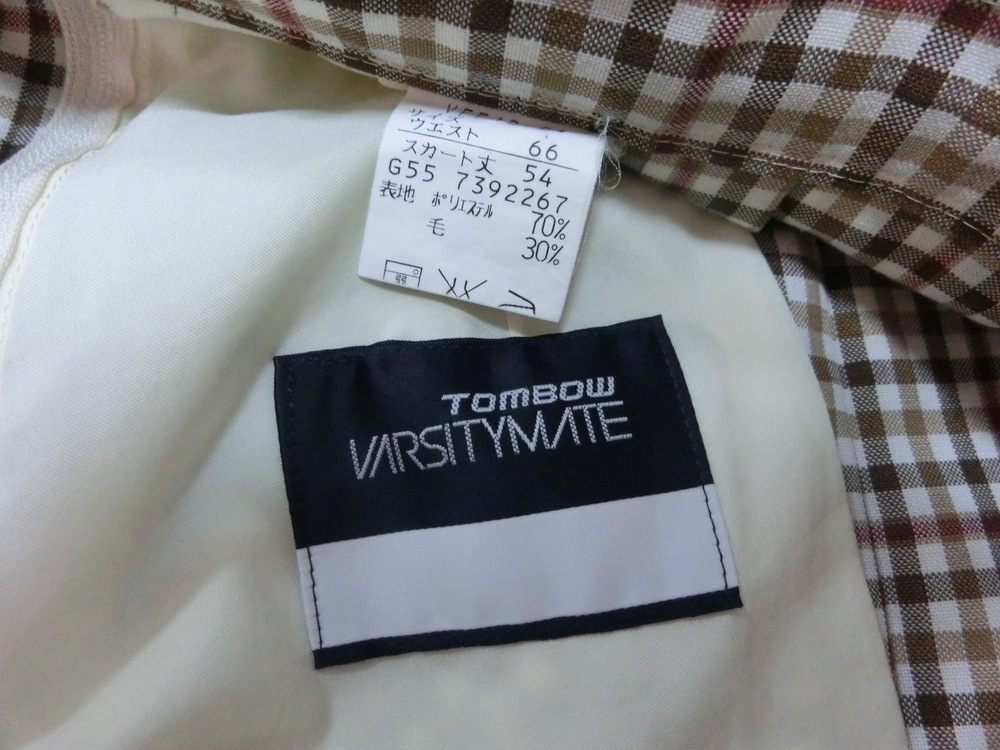 サイズ
ウエスト 66
スカート丈 54
G55 7392267
表地 ポリエステル 70%
毛 30%
TOMBOW
VARSITYMATE